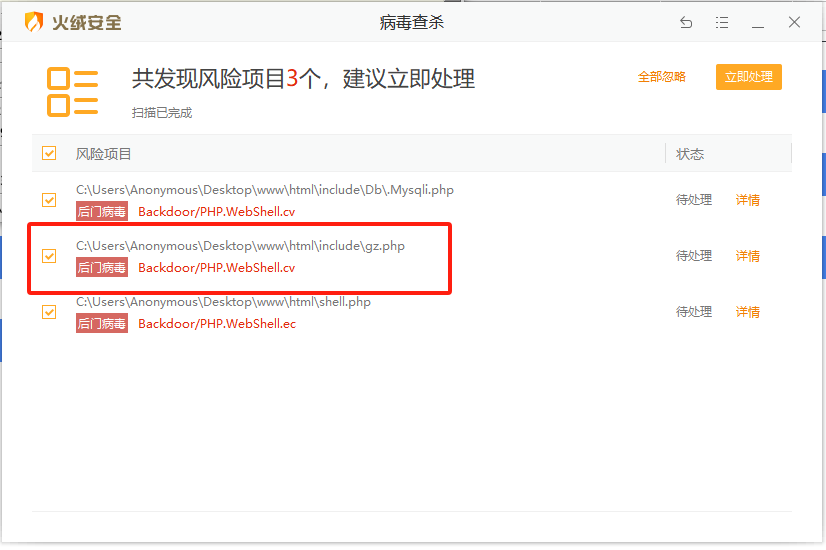 火绒安全
病毒查杀
共发现风险项目3个，建议立即处理
全部忽略
立即处理
扫描已完成
风险项目
状态
C:\Users\Anonymous\Desktop\www\html\include\Db\.Mysqli.php
后门病毒 Backdoor/PHP.WebShell.cv
待处理 详情
C:\Users\Anonymous\Desktop\www\html\include\gz.php
后门病毒 Backdoor/PHP.WebShell.cv
待处理 详情
C:\Users\Anonymous\Desktop\www\html\shell.php
后门病毒 Backdoor/PHP.WebShell.ec
待处理 详情